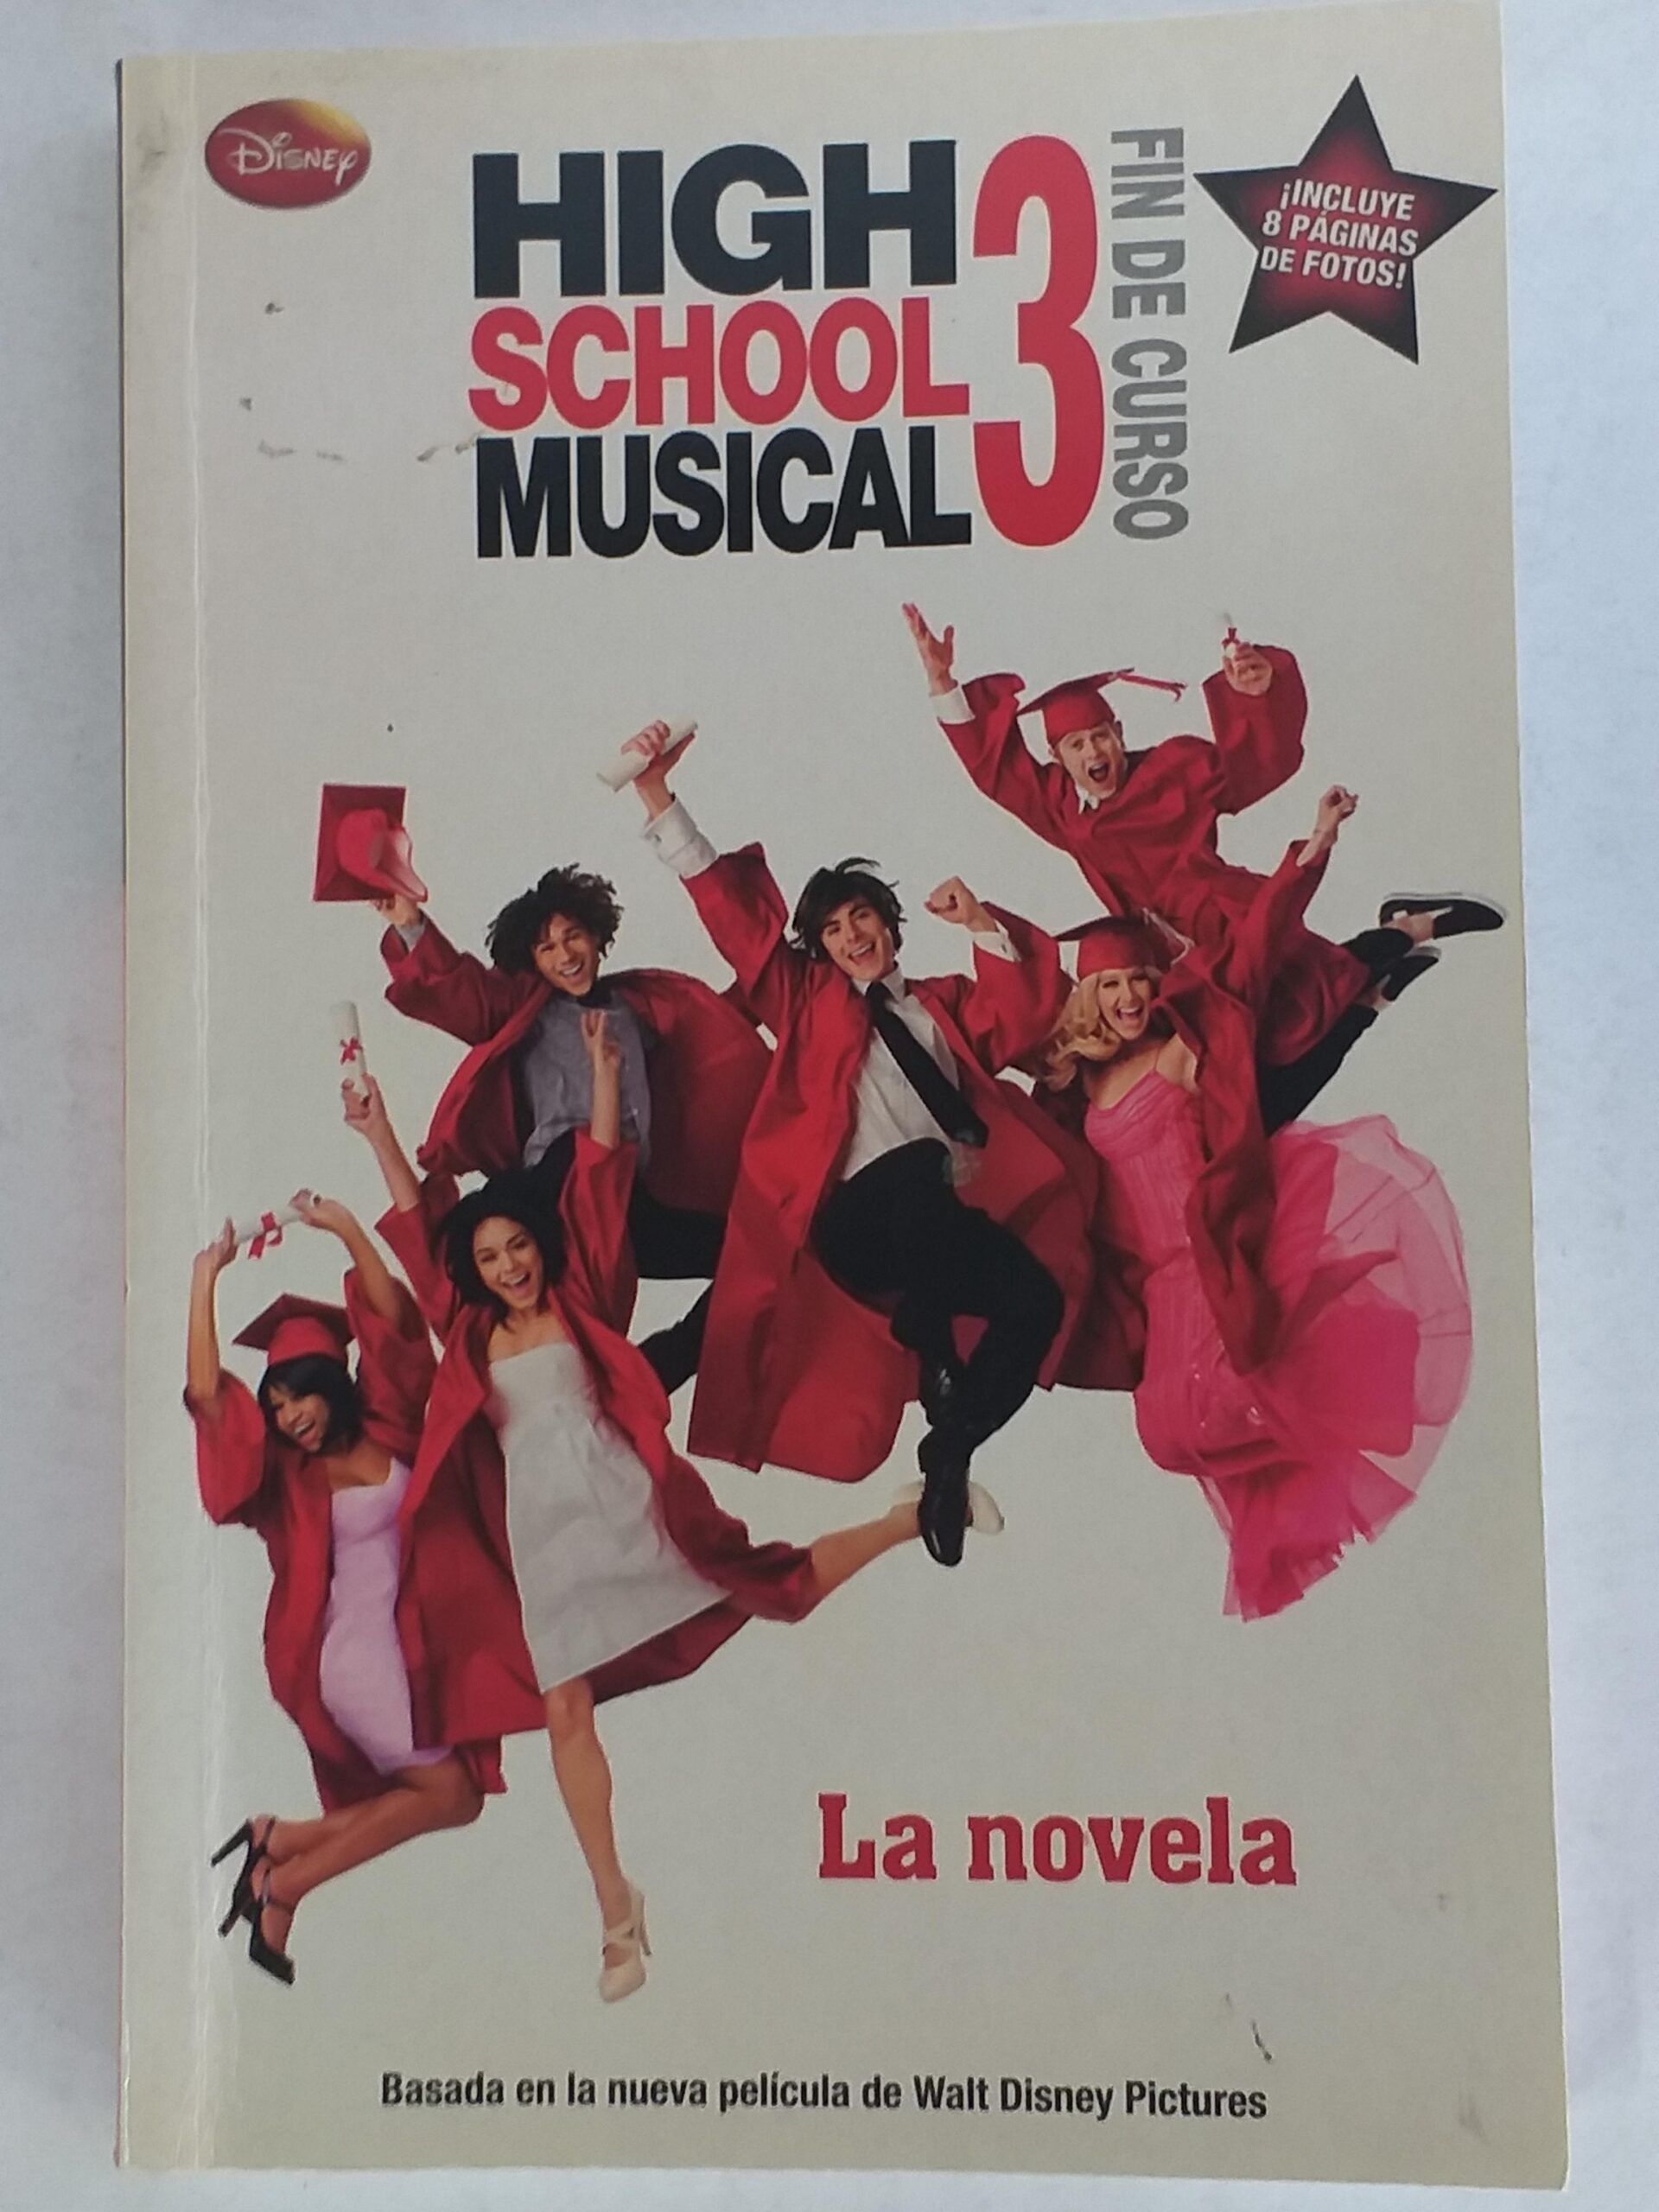 Disney
HIGH
SCHOOL
MUSICAL
3
FIN DE CURSO
¡INCLUYE
8 PÁGINAS
DE FOTOS!
La novela
Basada en la nueva película de Walt Disney Pictures